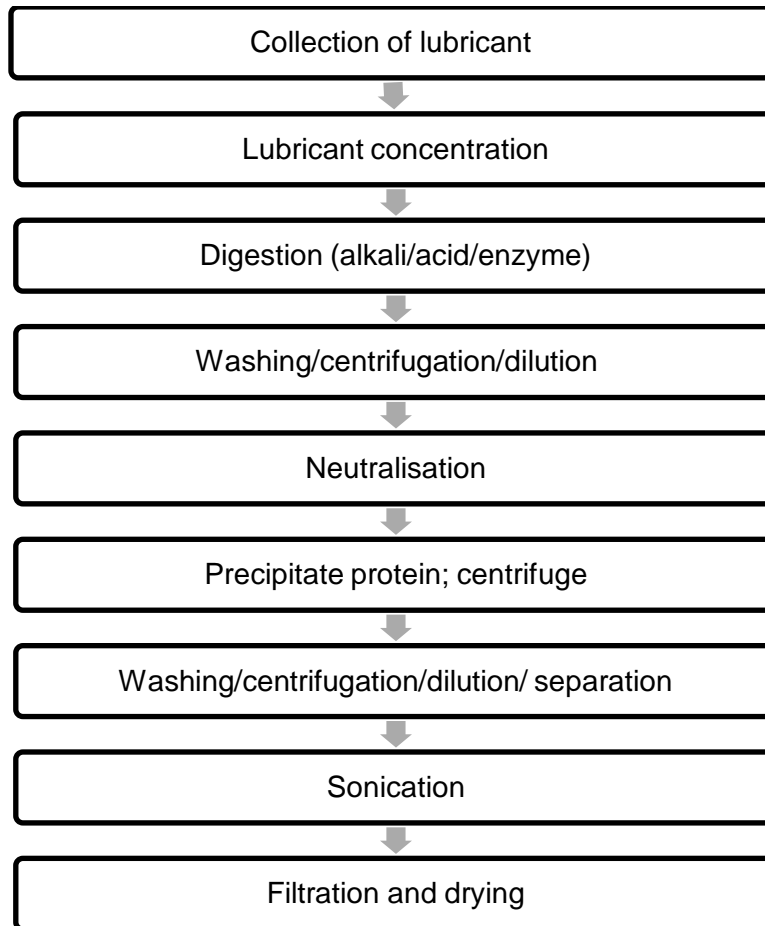 Collection of lubricant
Lubricant concentration
Digestion (alkali/acid/enzyme)
Washing/centrifugation/dilution
Neutralisation
Precipitate protein; centrifuge
Washing/centrifugation/dilution/ separation
Sonication
Filtration and drying